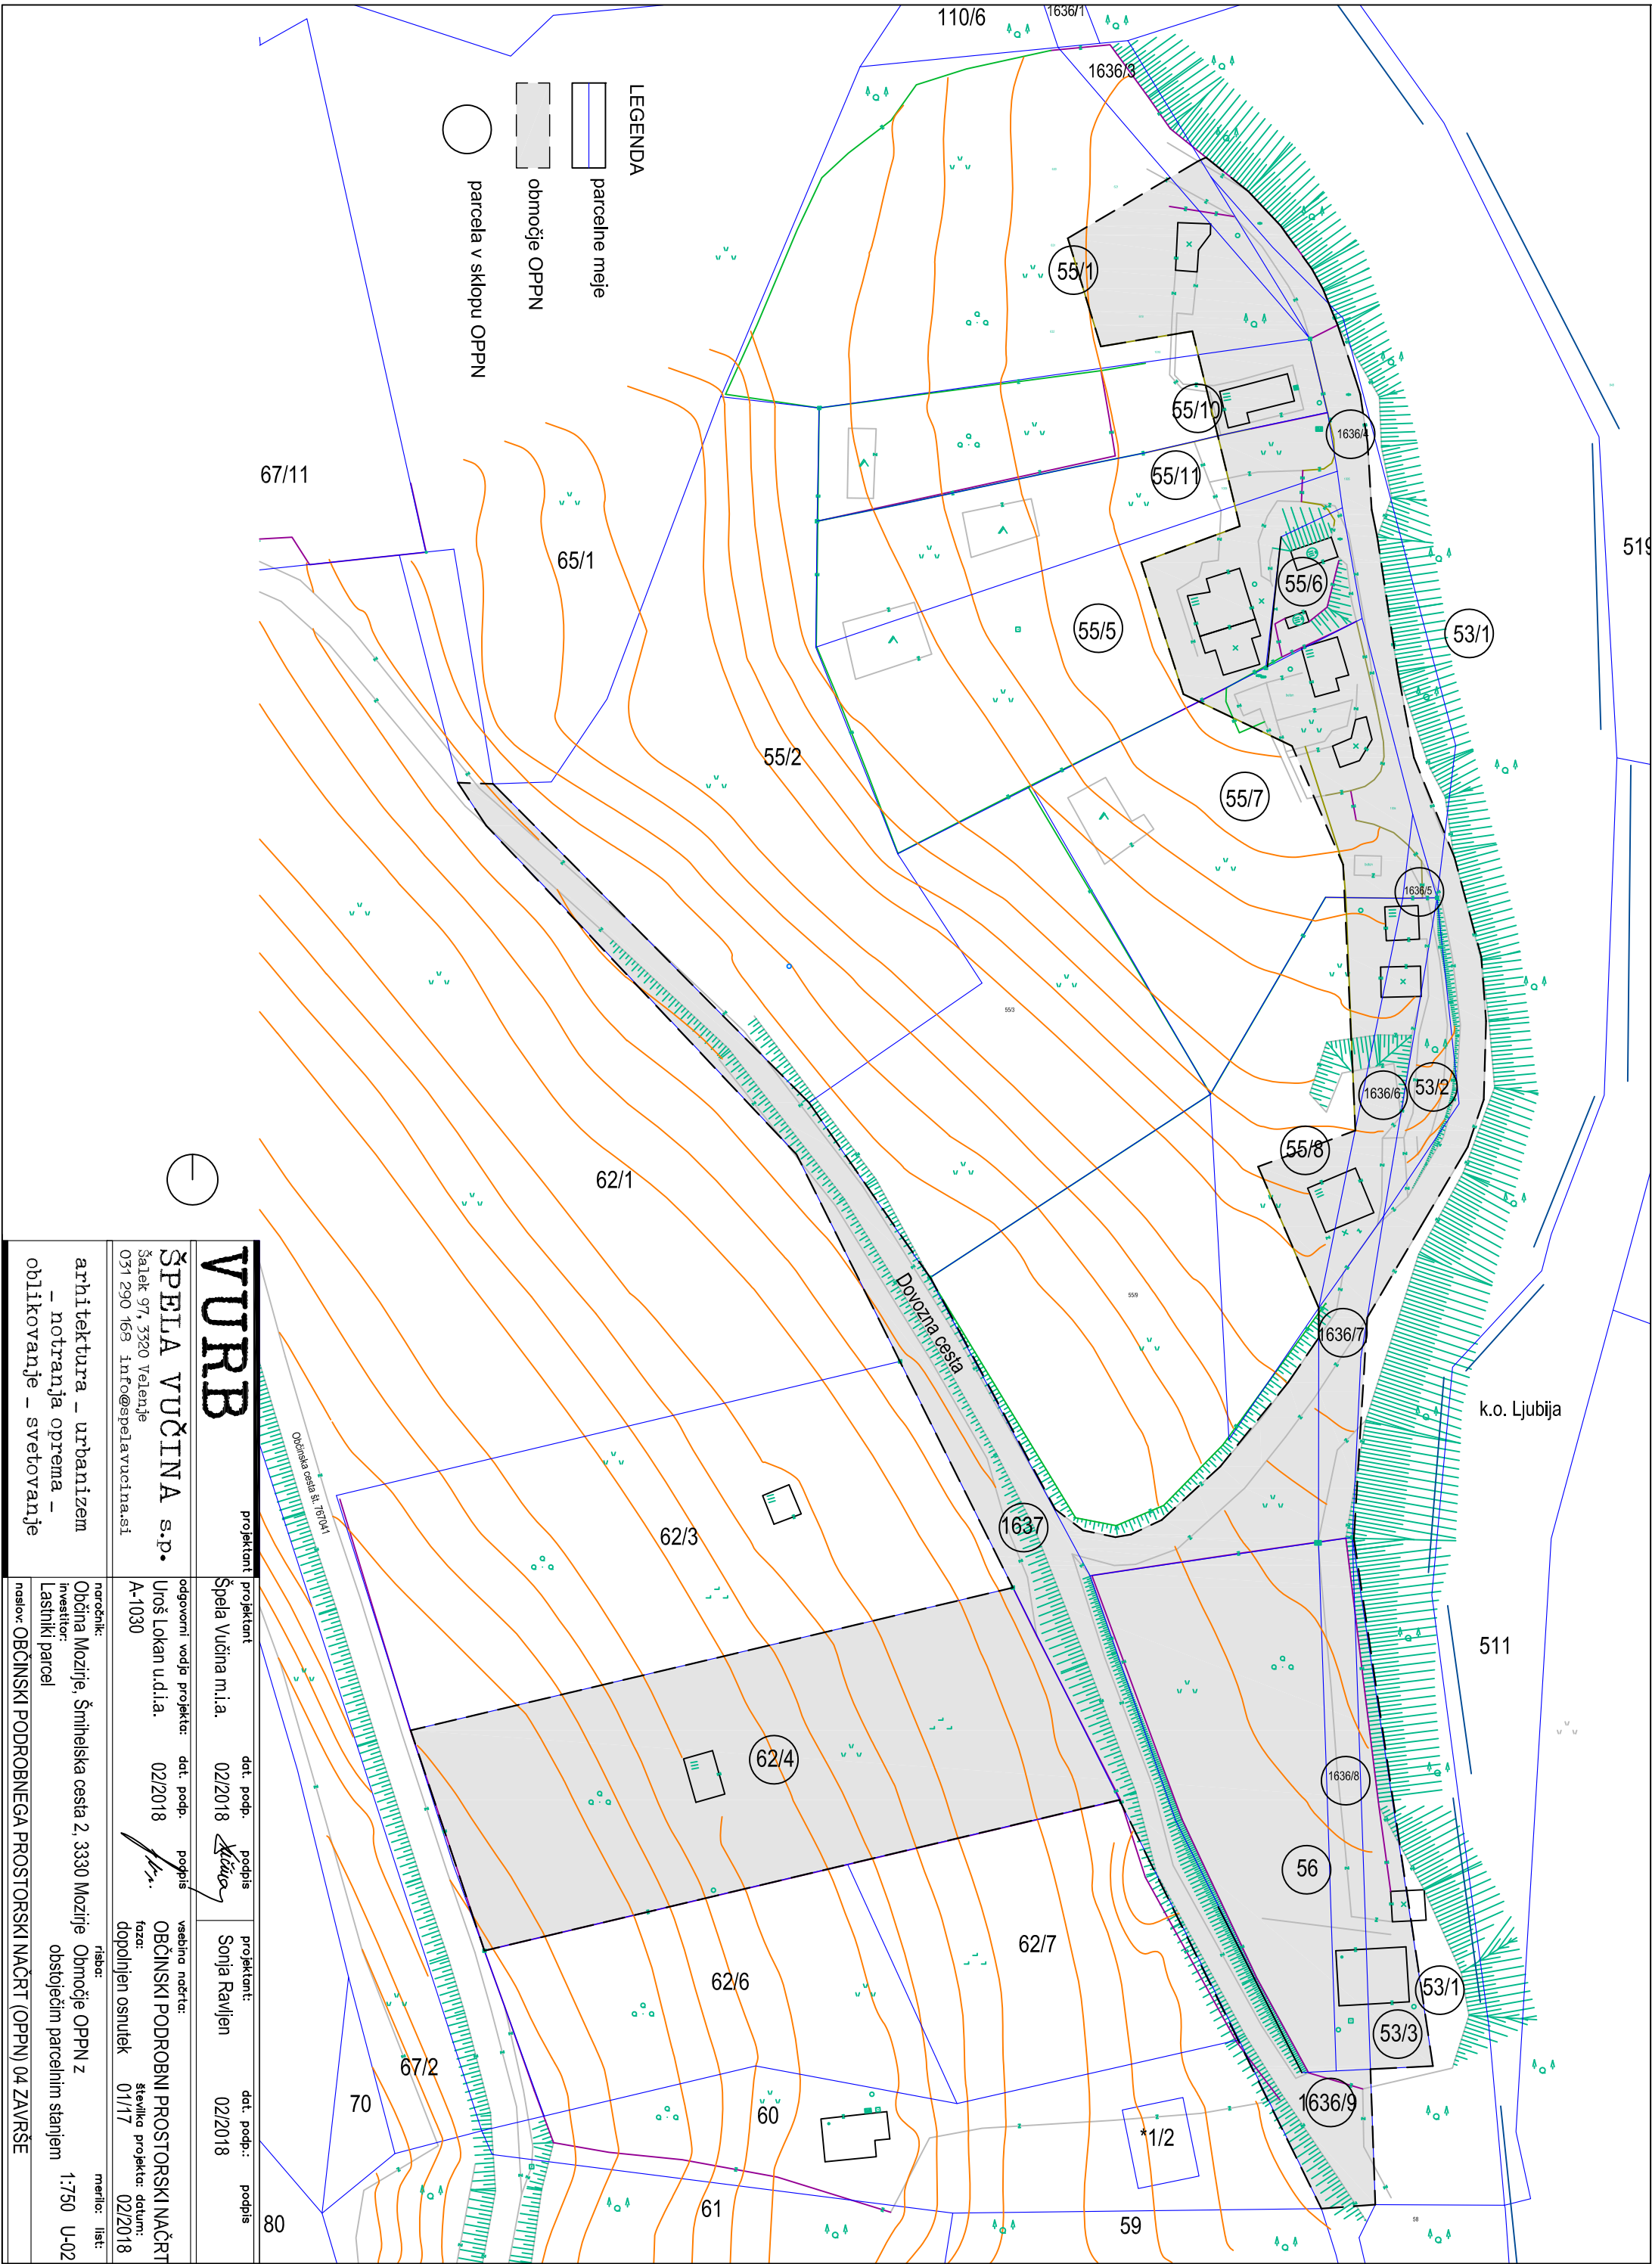 110/6
1636/1
1636/3
LEGENDA
parcelne meje
območje OPPN
parcela v sklopu OPPN
55/1
55/10
1636/4
55/11
67/11
65/1
519
55/6
55/5
53/1
55/2
55/7
1636/5
55/3
1636/6
53/2
55/8
62/1
55/9
1636/7
Dovozna cesta
k.o. Ljubija
Občinska cesta št. 767041
62/3
1637
511
62/4
1636/8
56
62/7
62/6
53/1
53/3
67/2
70
60
1636/9
*1/2
61
59
58
80
VURB
ŠPELA VUČINA s.p.
Šalek 97, 3320 Velenje
031 290 168 info@spelavucina.si
arhitektura _ urbanizem
_ notranja oprema _
oblikovanje _ svetovanje
projektant
projektant dat. podp. podpis
Špela Vučina m.i.a. 02/2018
projektant: dat. podp.: podpis
Sonja Ravljen 02/2018
odgovorni vodja projekta: dat. podp. podpis
Uroš Lokan u.d.i.a. 02/2018
A-1030
vsebina načrta:
OBČINSKI PODROBNI PROSTORSKI NAČRT
faza: številka projekta: datum:
dopolnjen osnutek 01/17 02/2018
naročnik:
Občina Mozirje, Šmihelska cesta 2, 3330 Mozirje
investitor:
Lastniki parcel
risba: merilo: list:
Območje OPPN z
obstoječim parcelnim stanjem 1:750 U-02
naslov: OBČINSKI PODROBNEGA PROSTORSKI NAČRT (OPPN) 04 ZAVRŠE